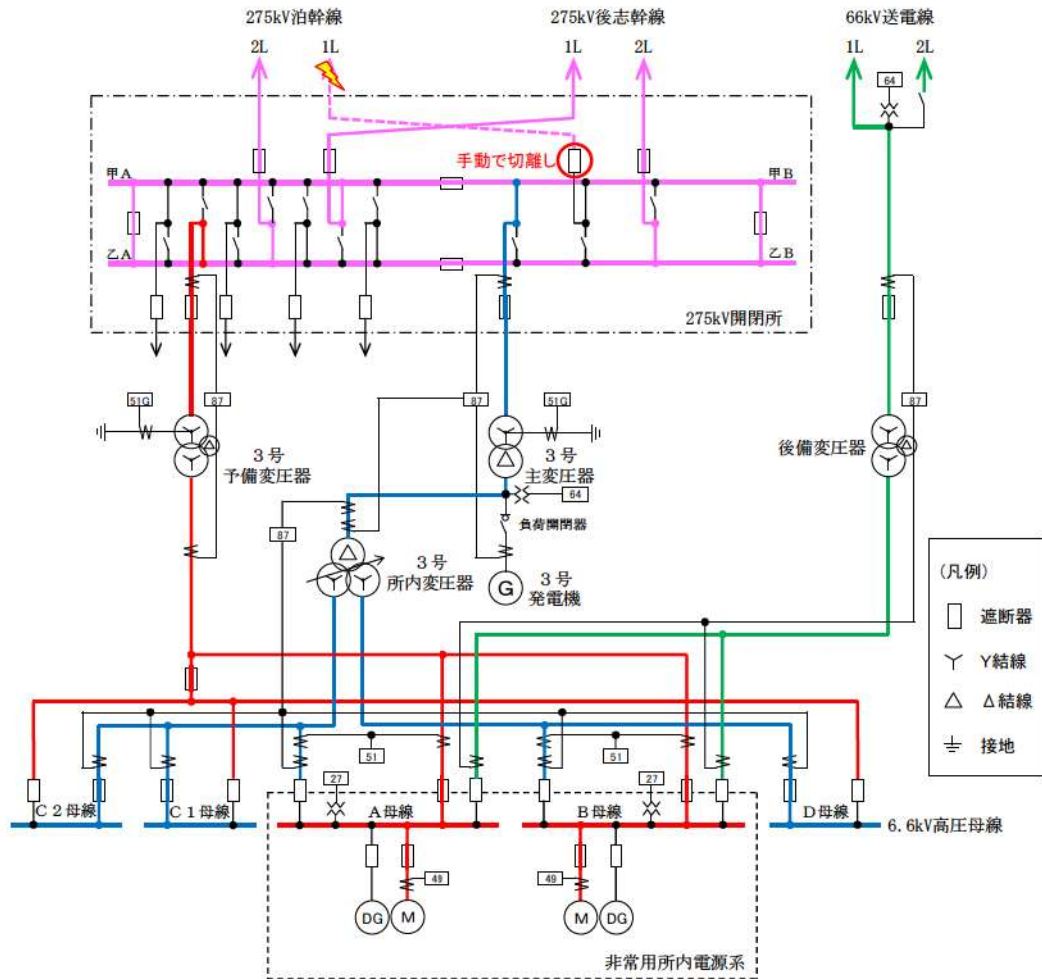 275kV泊幹線
275kV後志幹線
66kV送電線
2L
1L
1L
2L
1L
2L
64
手動で切離し
甲A
甲B
乙A
乙B
275kV開閉所
51G
87
87
51G
87
3号
予備変圧器
3号
主変圧器
後備変圧器
64
87
負荷開閉器
3号
所内変圧器
G
3号
発電機
(凡例)
遮断器
Y結線
Δ結線
接地
51
51
27
27
C2母線
C1母線
A母線
B母線
D母線
6.6kV高圧母線
49
49
DG
M
M
DG
非常用所内電源系